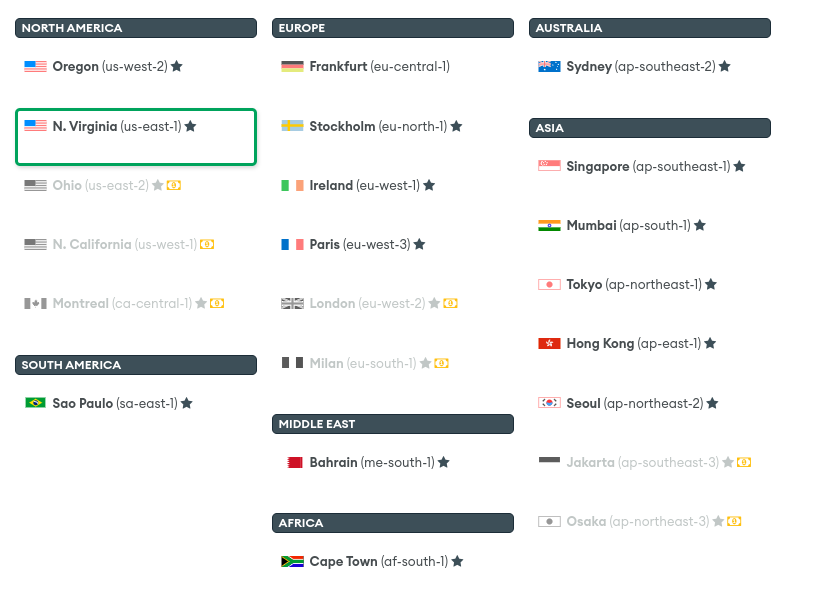 NORTH AMERICA
Oregon (us-west-2)
N. Virginia (us-east-1)
Ohio (us-east-2)
N. California (us-west-1)
Montreal (ca-central-1)
SOUTH AMERICA
Sao Paulo (sa-east-1)
EUROPE
Frankfurt (eu-central-1)
Stockholm (eu-north-1)
Ireland (eu-west-1)
Paris (eu-west-3)
London (eu-west-2)
Milan (eu-south-1)
MIDDLE EAST
Bahrain (me-south-1)
AFRICA
Cape Town (af-south-1)
AUSTRALIA
Sydney (ap-southeast-2)
ASIA
Singapore (ap-southeast-1)
Mumbai (ap-south-1)
Tokyo (ap-northeast-1)
Hong Kong (ap-east-1)
Seoul (ap-northeast-2)
Jakarta (ap-southeast-3)
Osaka (ap-northeast-3)